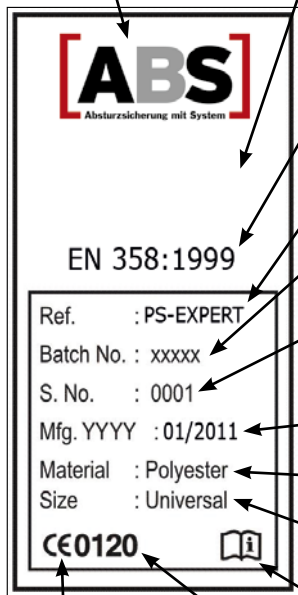 ABS
Absturzsicherung mit System
EN 358:1999
Ref. : PS-EXPERT
Batch No. : xxxxx
S. No. : 0001
Mfg. YYYY : 01/2011
Material : Polyester
Size : Universal
CE0120 i